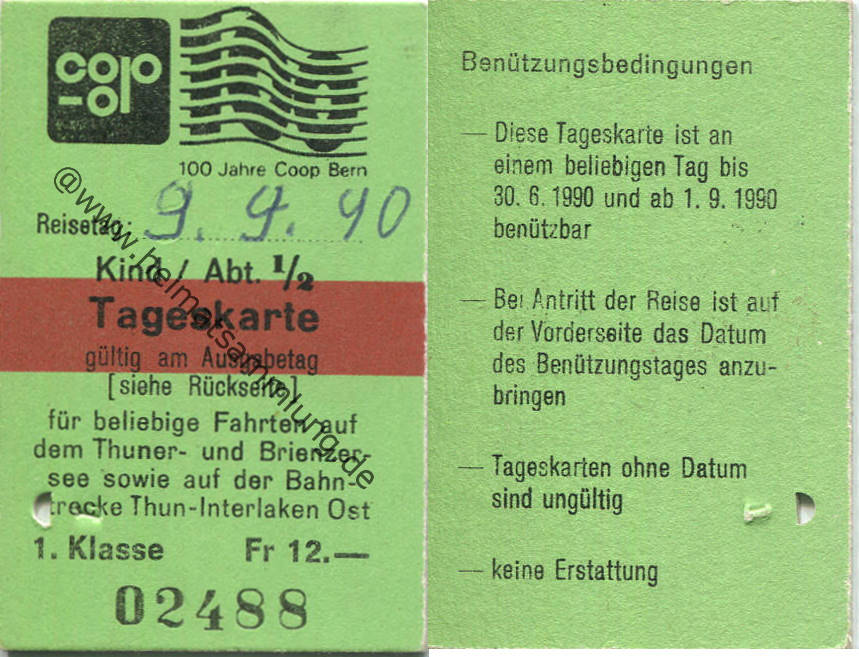 coop
100 Jahre Coop Bern
Reisetag: 9. 9. 90
Kind / Abt. 1/2
Tageskarte
gültig am Ausgabetag
[siehe Rückseite]
für beliebige Fahrten auf
dem Thuner- und Brienzer-
see sowie auf der Bahn-
strecke Thun-Interlaken Ost
1. Klasse Fr 12.—
02488
@www.heimatsammlung.de
Benützungsbedingungen
— Diese Tageskarte ist an
einem beliebigen Tag bis
30. 6. 1990 und ab 1. 9. 1990
benützbar
— Bei Antritt der Reise ist auf
der Vorderseite das Datum
des Benützungstages anzu-
bringen
— Tageskarten ohne Datum
sind ungültig
— keine Erstattung